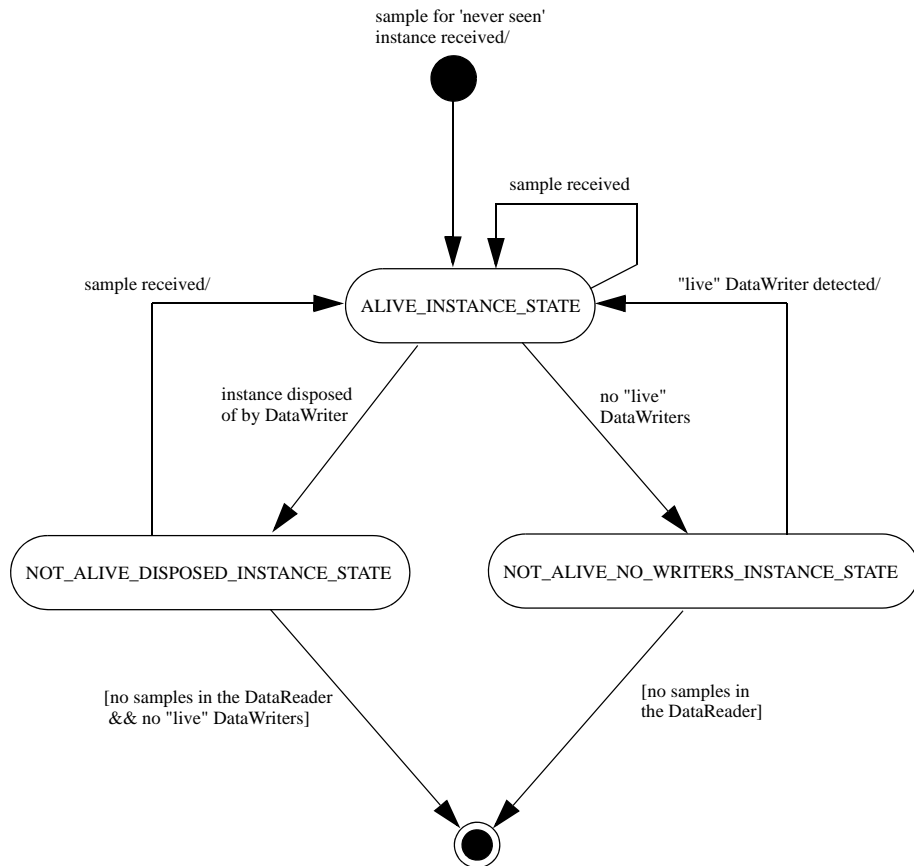 sample for 'never seen'
instance received/
sample received
sample received/
"live" DataWriter detected/
ALIVE_INSTANCE_STATE
instance disposed
of by DataWriter
no "live"
DataWriters
NOT_ALIVE_DISPOSED_INSTANCE_STATE
NOT_ALIVE_NO_WRITERS_INSTANCE_STATE
[no samples in the DataReader
&& no "live" DataWriters]
[no samples in
the DataReader]